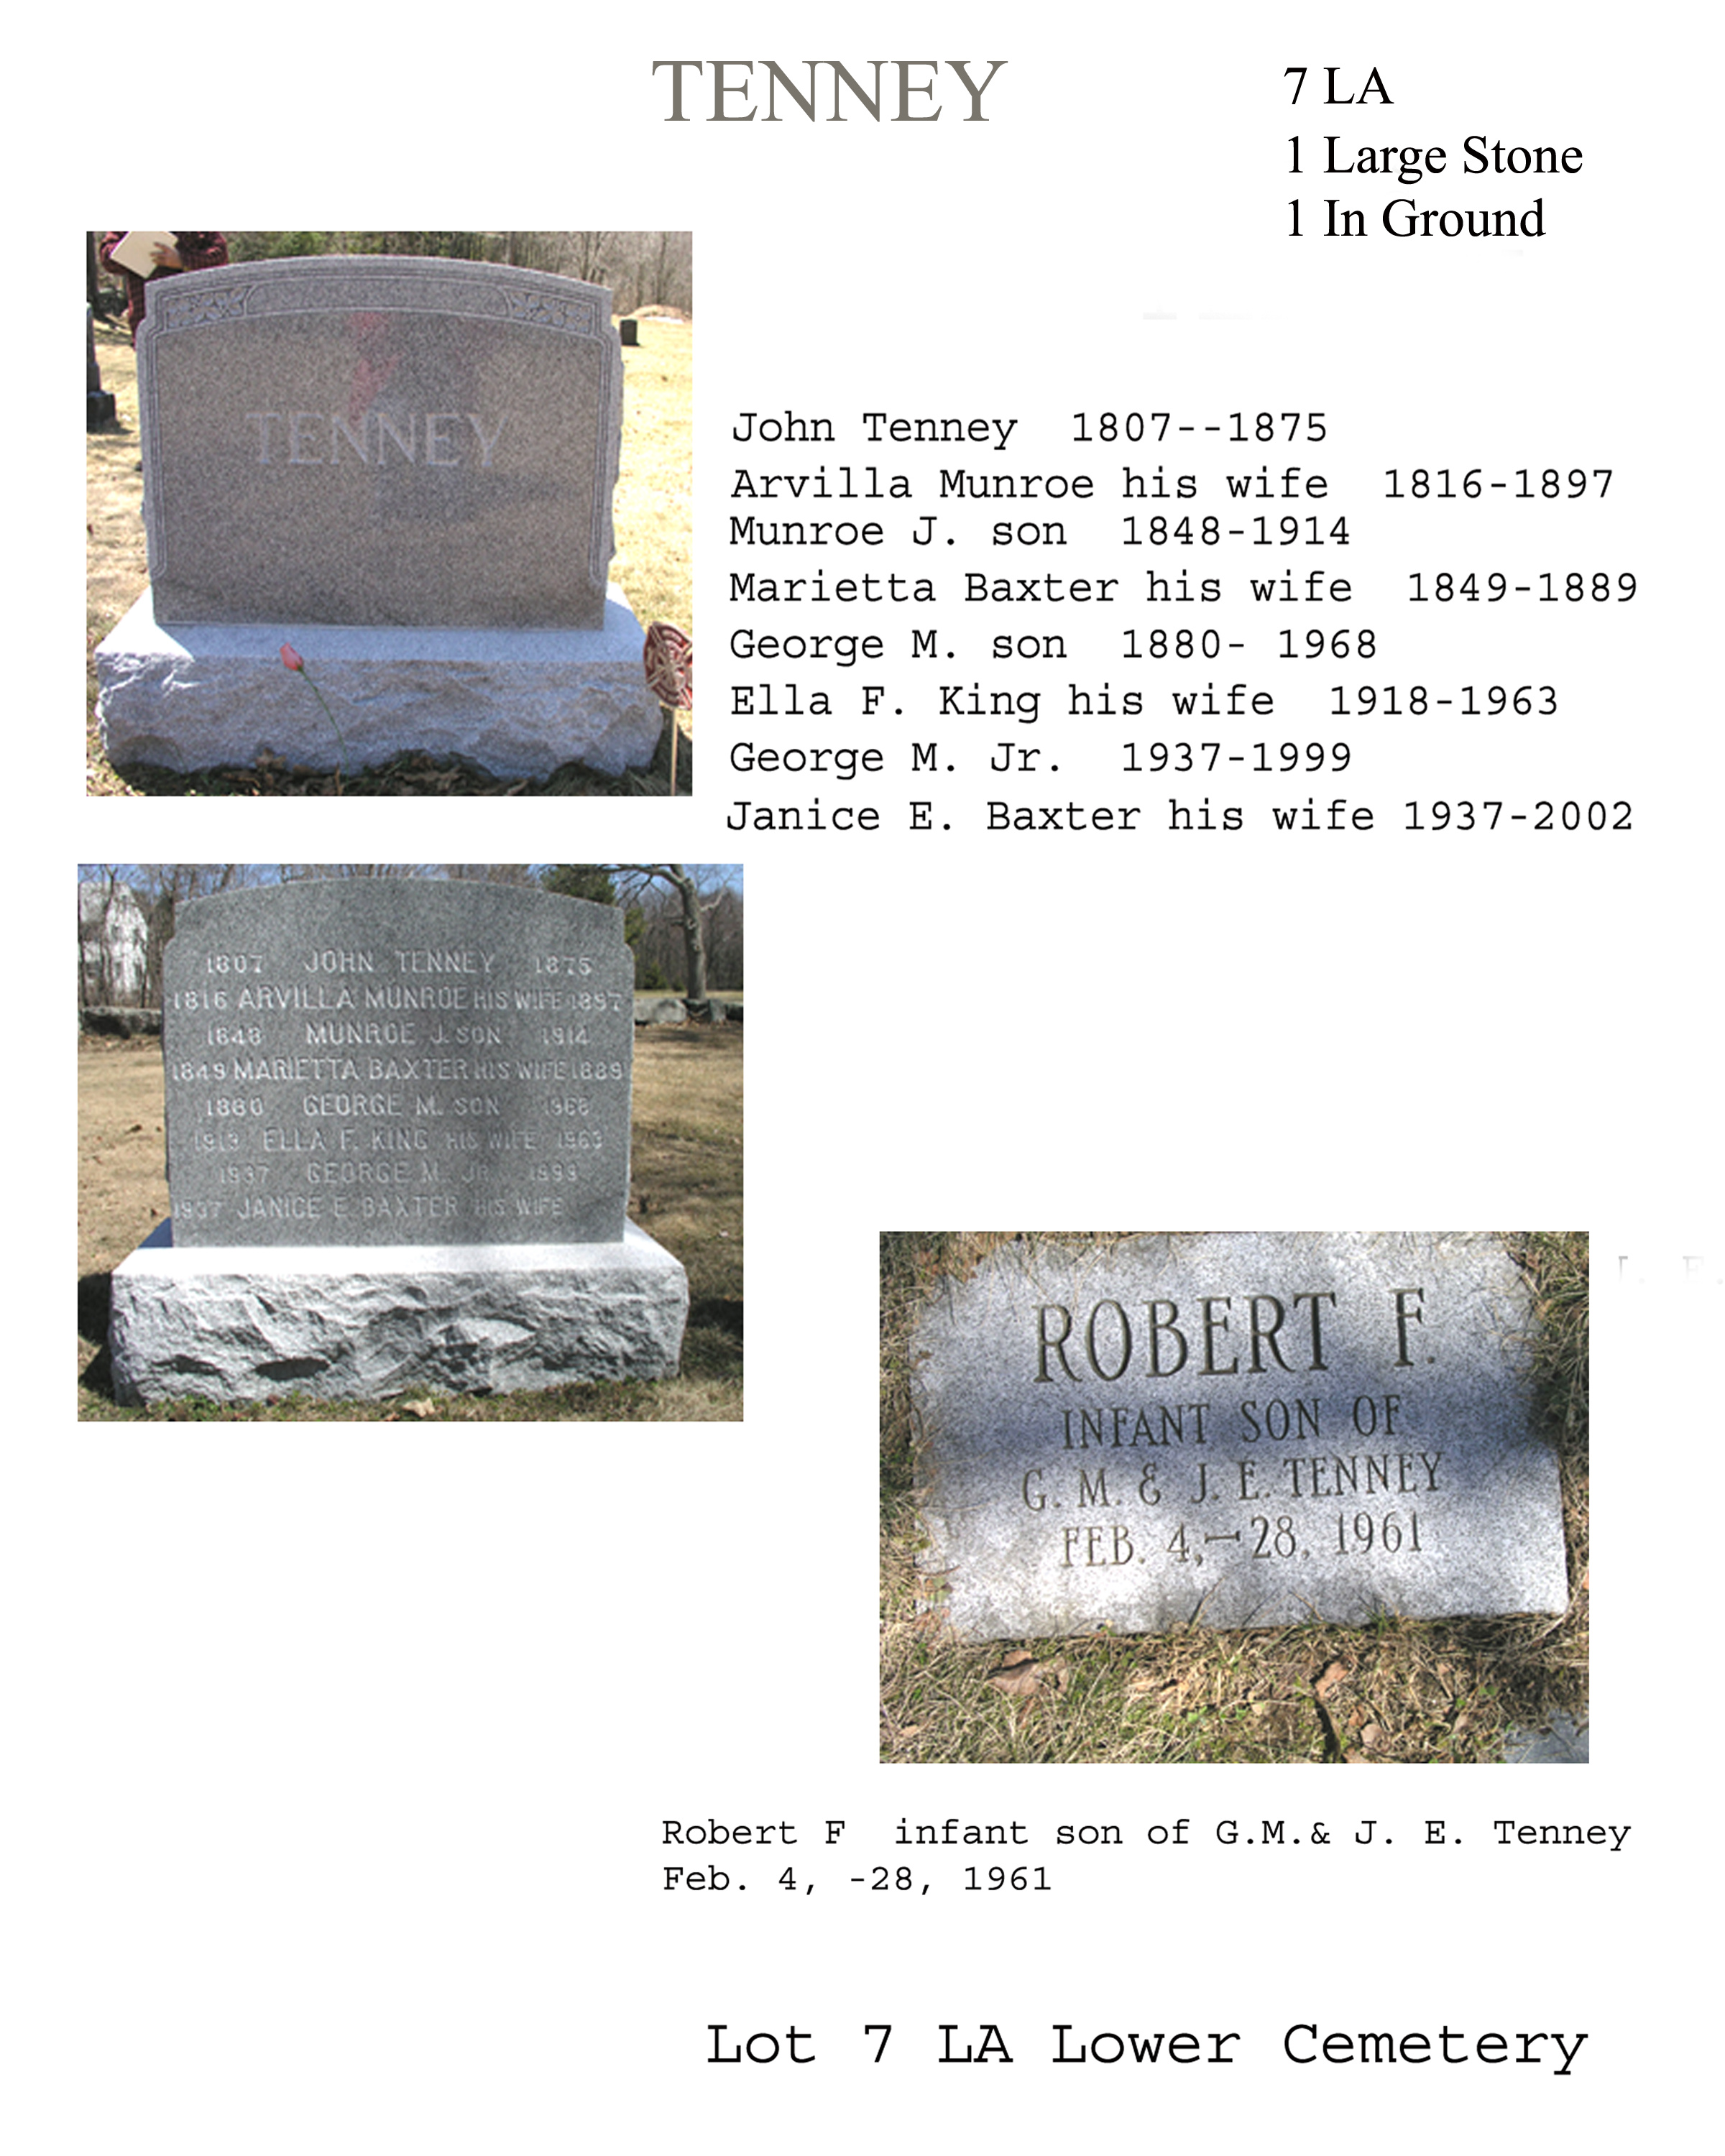 TENNEY
7 LA
1 Large Stone
1 In Ground
TENNEY
John Tenney 1807--1875
Arvilla Munroe his wife 1816-1897
Munroe J. son 1848-1914
Marietta Baxter his wife 1849-1889
George M. son 1880- 1968
Ella F. King his wife 1918-1963
George M. Jr. 1937-1999
Janice E. Baxter his wife 1937-2002
1807 JOHN TENNEY 1875
1816 ARVILLA MUNROE HIS WIFE 1897
1848 MUNROE J. SON 1914
1849 MARIETTA BAXTER HIS WIFE 1889
1880 GEORGE M. SON 1968
ELLA F. KING HIS WIFE 1963
1937 GEORGE M. JR. 1999
1937 JANICE E. BAXTER HIS WIFE
ROBERT F.
INFANT SON OF
G. M. & J. E. TENNEY
FEB. 4,–28, 1961
Robert F infant son of G.M.& J. E. Tenney
Feb. 4, -28, 1961
Lot 7 LA Lower Cemetery